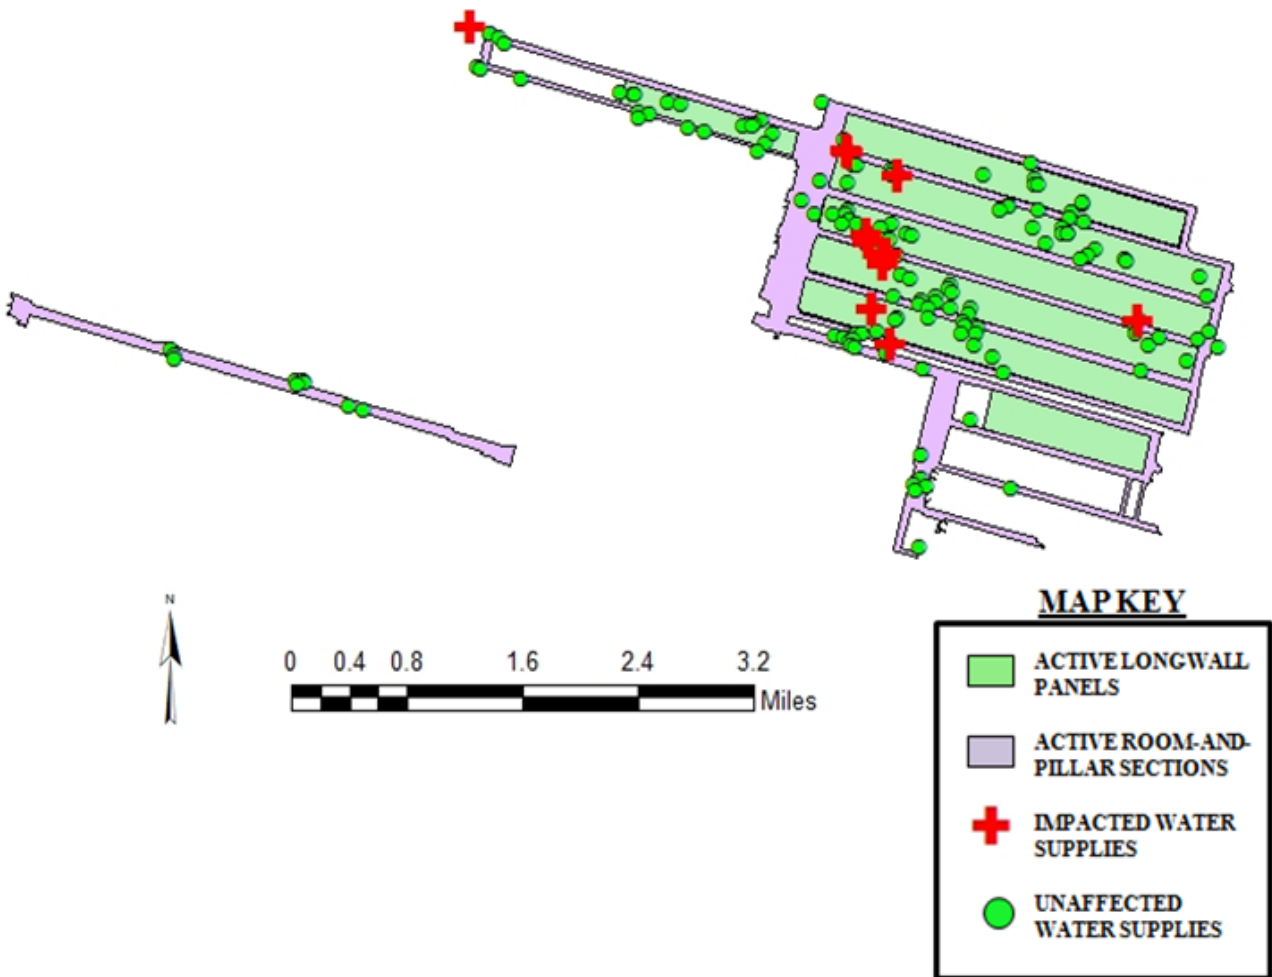 N
0 0.4 0.8 1.6 2.4 3.2
Miles
MAP KEY
ACTIVE LONGWALL
PANELS
ACTIVE ROOM-AND-
PILLAR SECTIONS
IMPACTED WATER
SUPPLIES
UNAFFECTED
WATER SUPPLIES